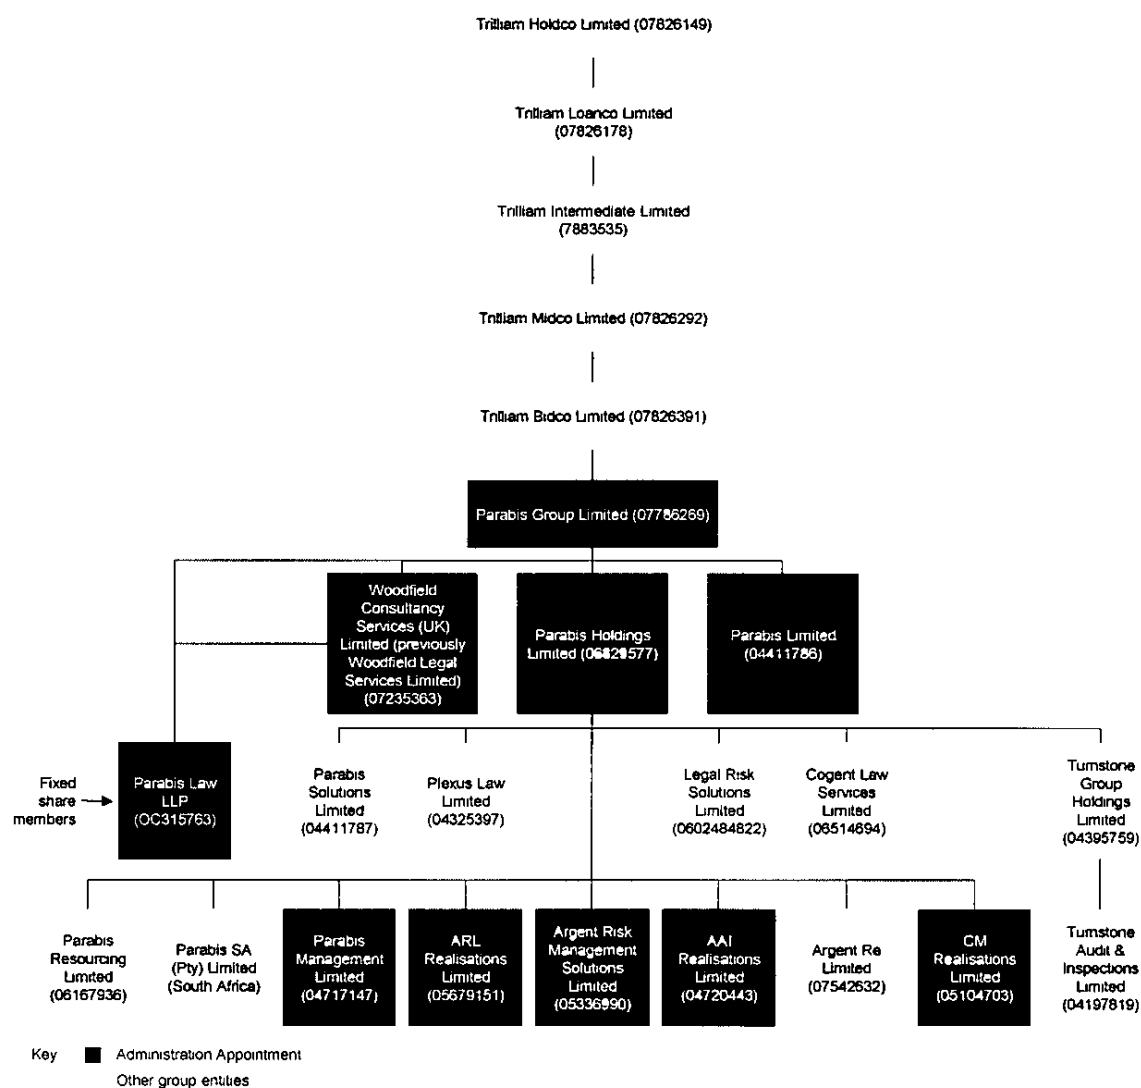 Trilliam Holdco Limited (07826149)
Trilliam Loanco Limited
(07826178)
Trilliam Intermediate Limited
(7883535)
Trilliam Midco Limited (07826292)
Trilliam Bidco Limited (07826391)
Parabis Group Limited (07786269)
Woodfield
Consultancy
Services (UK)
Limited (previously
Woodfield Legal
Services Limited)
(07235363)
Parabis Holdings
Limited (06829577)
Parabis Limited
(04411786)
Fixed
share
members
Parabis Law
LLP
(OC315763)
Parabis
Solutions
Limited
(04411787)
Plexus Law
Limited
(04325397)
Legal Risk
Solutions
Limited
(0602484822)
Cogent Law
Services
Limited
(06514694)
Turnstone
Group
Holdings
Limited
(04395759)
Parabis
Resourcing
Limited
(06167936)
Parabis SA
(Pty) Limited
(South Africa)
Parabis
Management
Limited
(04717147)
ARL
Realisations
Limited
(05679151)
Argent Risk
Management
Solutions
Limited
(05336990)
AAI
Realisations
Limited
(04720443)
Argent Re
Limited
(07542632)
CM
Realisations
Limited
(05104703)
Turnstone
Audit &
Inspections
Limited
(04197819)
Key
Administration Appointment
Other group entities